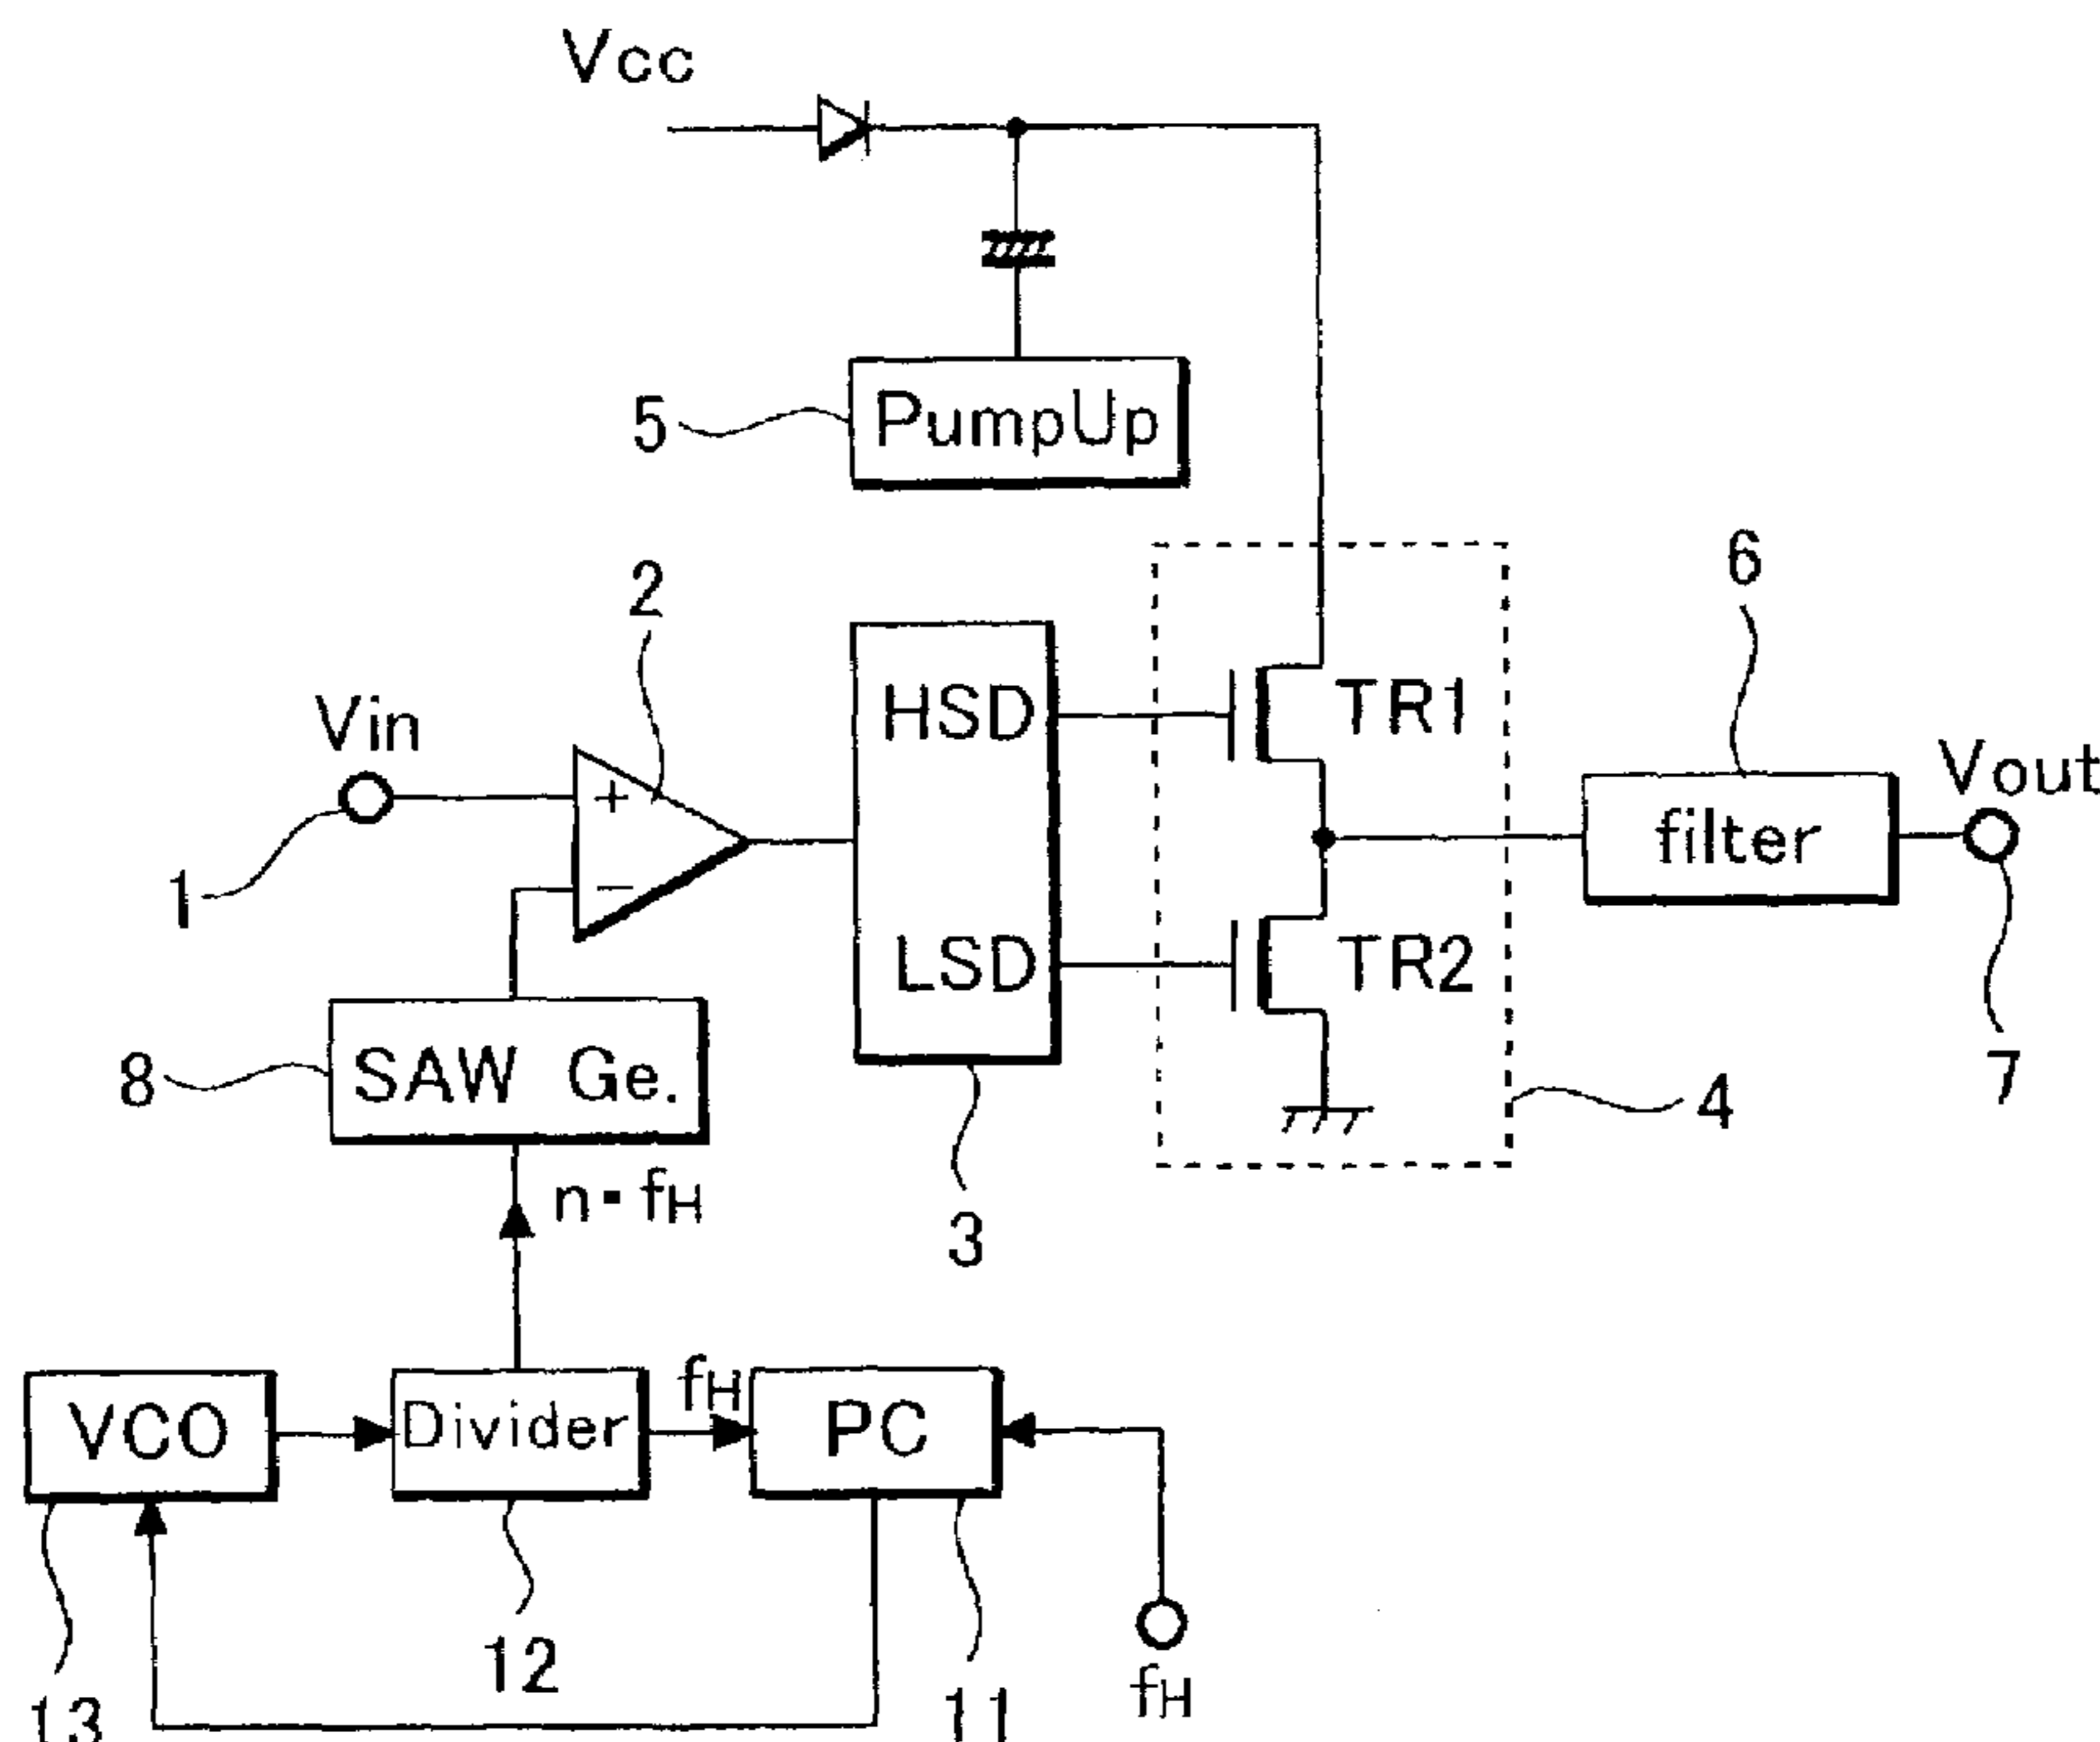 Vcc
5
PumpUp
2
6
Vin
+
HSD
TR1
Vout
filter
1
−
LSD
TR2
8
SAW Ge.
7
4
n・fH
3
VCO
Divider
fH
PC
13
12
11
fH